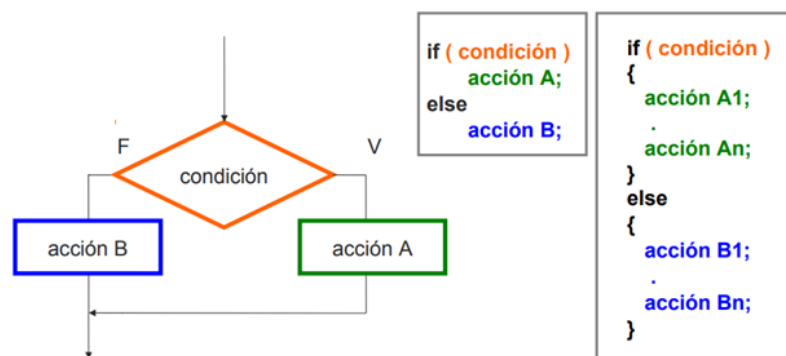 F
V
condición
acción B
acción A
if ( condición )
acción A;
else
acción B;
if ( condición )
{
acción A1;
.
acción An;
}
else
{
acción B1;
.
acción Bn;
}